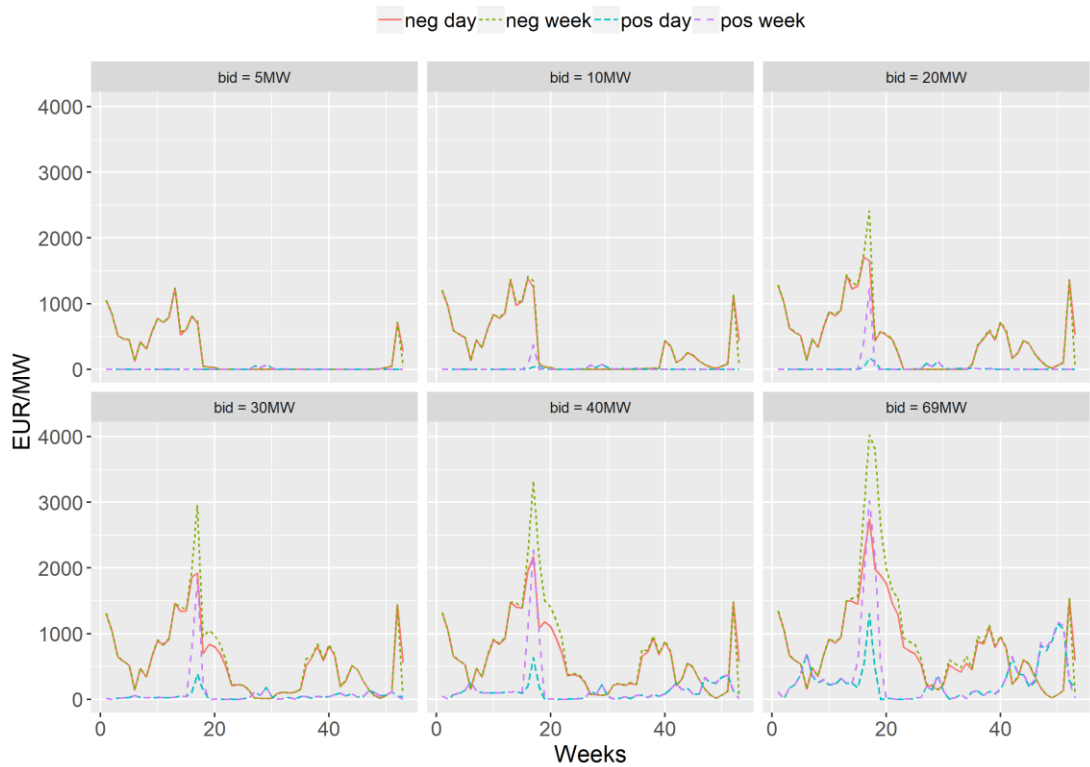 neg day neg week pos day pos week
bid = 5MW bid = 10MW bid = 20MW
4000
3000
2000
1000
0
EUR/MW
bid = 30MW bid = 40MW bid = 69MW
4000
3000
2000
1000
0
0 20 40 0 20 40 0 20 40
Weeks